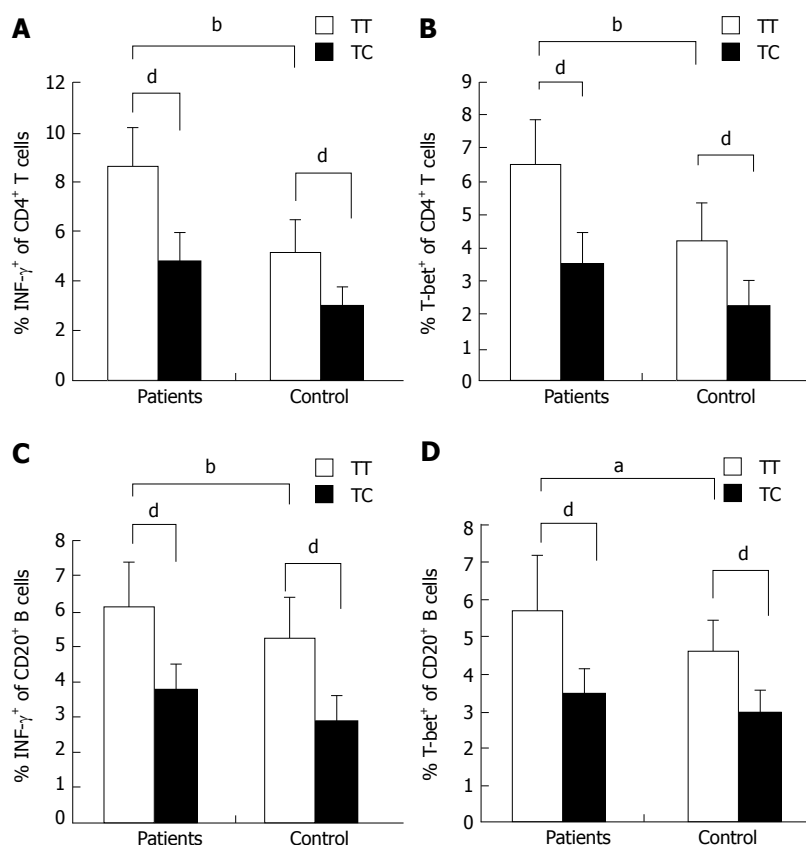 A
TT
TC
b
d
d
12
10
8
6
4
2
0
% INF-γ⁺ of CD4⁺ T cells
Patients
Control
B
TT
TC
b
d
d
9
8
7
6
5
4
3
2
1
0
% T-bet⁺ of CD4⁺ T cells
Patients
Control
C
TT
TC
b
d
d
8
7
6
5
4
3
2
1
0
% INF-γ⁺ of CD20⁺ B cells
Patients
Control
D
TT
TC
a
d
d
8
7
6
5
4
3
2
1
0
% T-bet⁺ of CD20⁺ B cells
Patients
Control